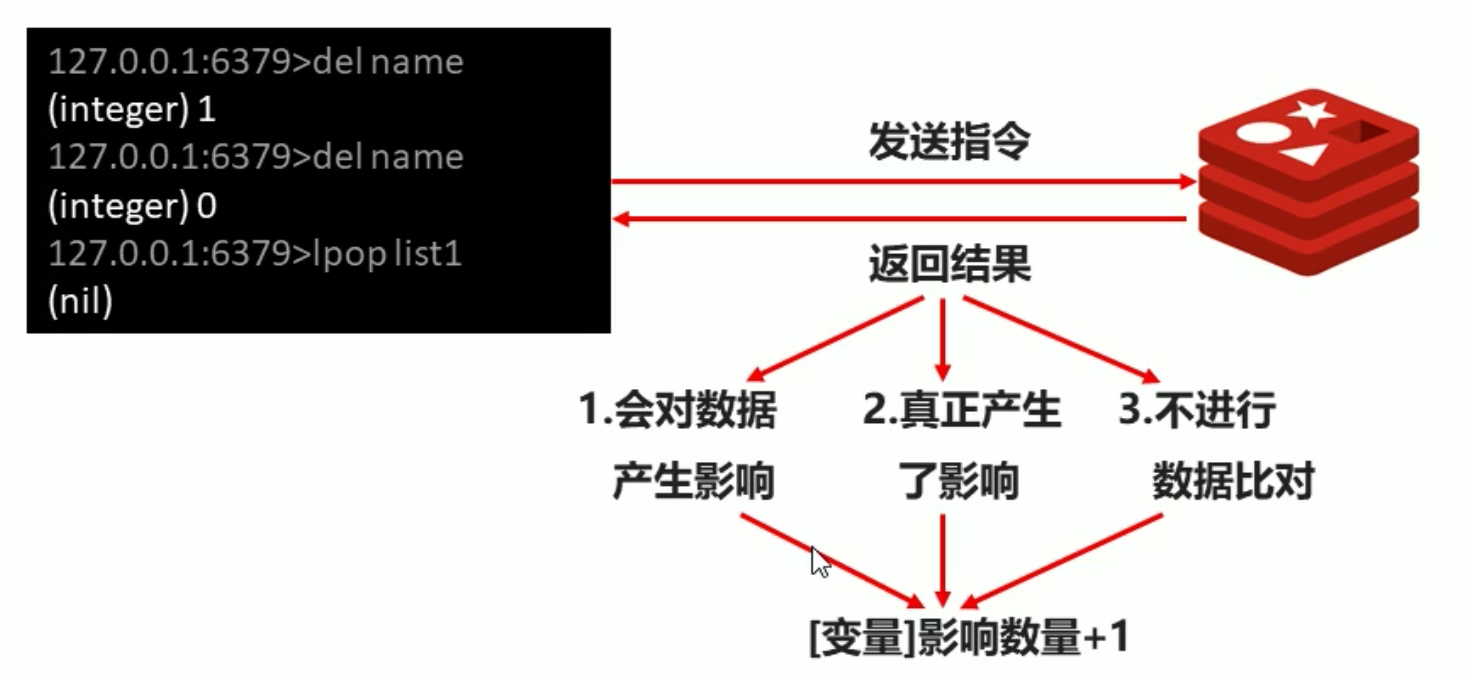 127.0.0.1:6379>del name
(integer) 1
127.0.0.1:6379>del name
(integer) 0
127.0.0.1:6379>lpop list1
(nil)
发送指令
返回结果
1.会对数据
产生影响
2.真正产生
了影响
3.不进行
数据比对
[变量]影响数量+1